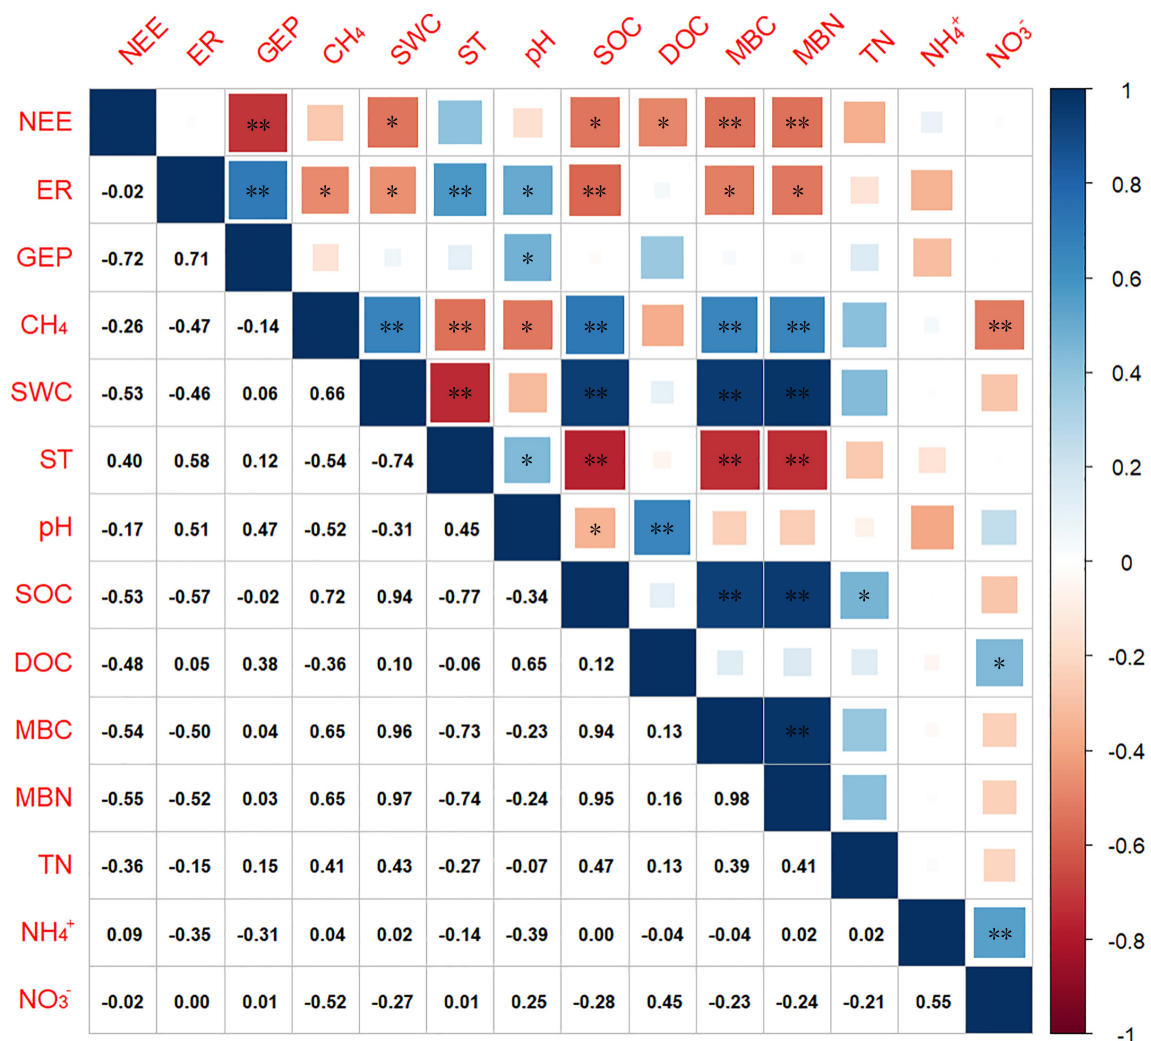 NEE ER GEP CH₄ SWC ST pH SOC DOC MBC MBN TN NH₄⁺ NO₃⁻
NEE ** * * * ** ** 1
ER -0.02 ** * * ** * ** * * 0.8
GEP -0.72 0.71 * 0.6
CH₄ -0.26 -0.47 -0.14 ** ** * ** ** ** **
SWC -0.53 -0.46 0.06 0.66 ** ** ** ** 0.4
ST 0.40 0.58 0.12 -0.54 -0.74 * ** ** ** 0.2
pH -0.17 0.51 0.47 -0.52 -0.31 0.45 * **
0
SOC -0.53 -0.57 -0.02 0.72 0.94 -0.77 -0.34 ** ** *
DOC -0.48 0.05 0.38 -0.36 0.10 -0.06 0.65 0.12 * -0.2
MBC -0.54 -0.50 0.04 0.65 0.96 -0.73 -0.23 0.94 0.13 ** -0.4
MBN -0.55 -0.52 0.03 0.65 0.97 -0.74 -0.24 0.95 0.16 0.98
TN -0.36 -0.15 0.15 0.41 0.43 -0.27 -0.07 0.47 0.13 0.39 0.41 -0.6
NH₄⁺ 0.09 -0.35 -0.31 0.04 0.02 -0.14 -0.39 0.00 -0.04 -0.04 0.02 0.02 ** -0.8
NO₃⁻ -0.02 0.00 0.01 -0.52 -0.27 0.01 0.25 -0.28 0.45 -0.23 -0.24 -0.21 0.55
-1